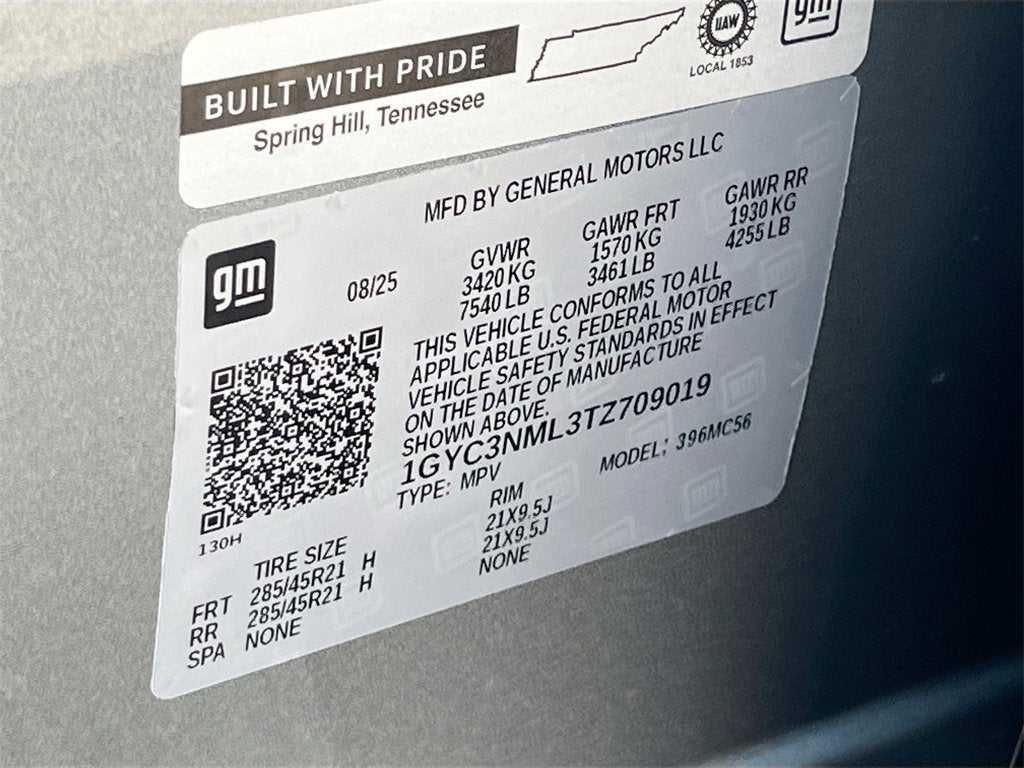 BUILT WITH PRIDE
Spring Hill, Tennessee
UAW
LOCAL 1853
gm
MFD BY GENERAL MOTORS LLC
gm
08/25
GVWR GAWR FRT GAWR RR
3420 KG 1570 KG 1930 KG
7540 LB 3461 LB 4255 LB
THIS VEHICLE CONFORMS TO ALL
APPLICABLE U.S. FEDERAL MOTOR
VEHICLE SAFETY STANDARDS IN EFFECT
ON THE DATE OF MANUFACTURE
SHOWN ABOVE.
1GYC3NML3TZ709019
TYPE: MPV MODEL: 396MC56
130H
TIRE SIZE RIM
FRT 285/45R21 H 21X9.5J
RR 285/45R21 H 21X9.5J
SPA NONE NONE